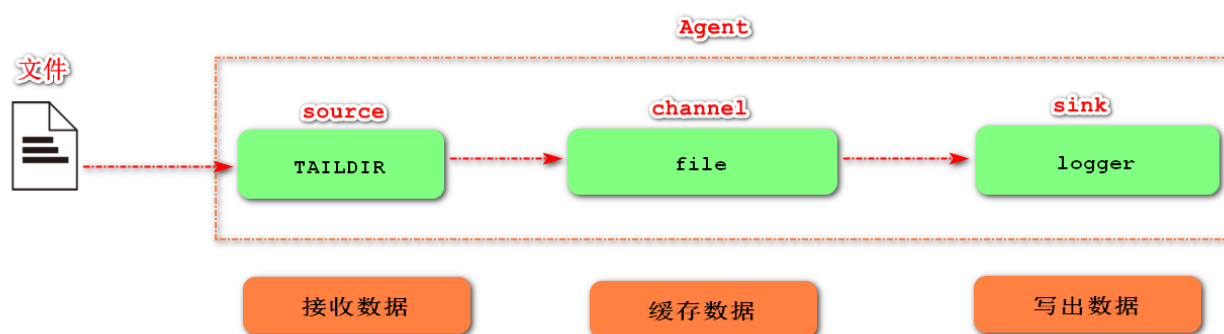 Agent
文件
source
channel
sink
TAILDIR
file
logger
接收数据
缓存数据
写出数据